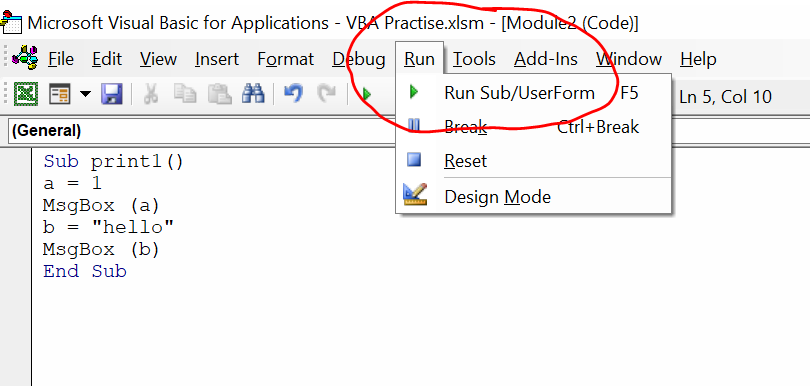 Microsoft Visual Basic for Applications - VBA Practise.xlsm - [Module2 (Code)]
File Edit View Insert Format Debug Run Tools Add-Ins Window Help
Run Sub/UserForm F5
Ln 5, Col 10
Break Ctrl+Break
(General)
Reset
Design Mode
Sub print1()
a = 1
MsgBox (a)
b = "hello"
MsgBox (b)
End Sub